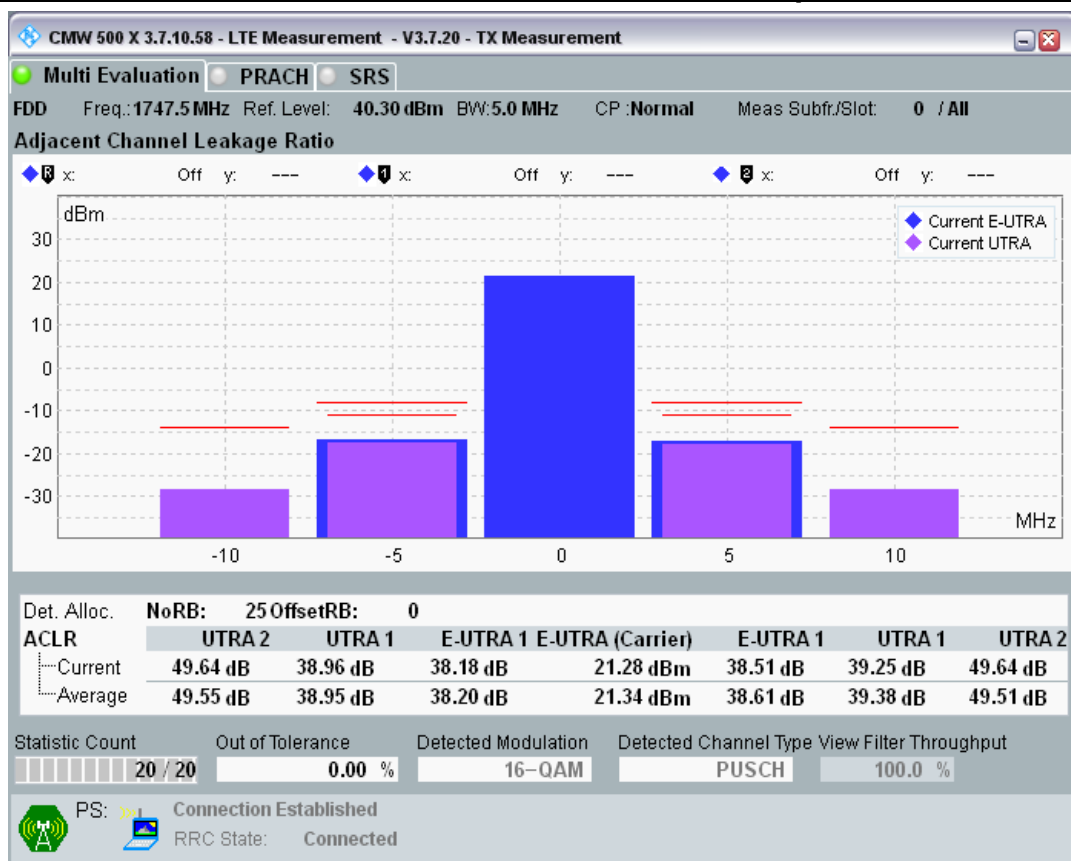 CMW 500 X 3.7.10.58 - LTE Measurement - V3.7.20 - TX Measurement
Multi Evaluation PRACH SRS
FDD Freq.: 1747.5 MHz Ref. Level: 40.30 dBm BW: 5.0 MHz CP : Normal Meas Subfr./Slot: 0 / All
Adjacent Channel Leakage Ratio
R x: Off y: --- 1 x: Off y: --- 2 x: Off y: ---
dBm
Current E-UTRA
Current UTRA
30
20
10
0
-10
-20
-30
MHz
-10 -5 0 5 10
Det. Alloc. NoRB: 25 OffsetRB: 0
ACLR UTRA 2 UTRA 1 E-UTRA 1 E-UTRA (Carrier) E-UTRA 1 UTRA 1 UTRA 2
Current 49.64 dB 38.96 dB 38.18 dB 21.28 dBm 38.51 dB 39.25 dB 49.64 dB
Average 49.55 dB 38.95 dB 38.20 dB 21.34 dBm 38.61 dB 39.38 dB 49.51 dB
Statistic Count Out of Tolerance Detected Modulation Detected Channel Type View Filter Throughput
20 / 20 0.00 % 16-QAM PUSCH 100.0 %
PS: Connection Established
RRC State: Connected